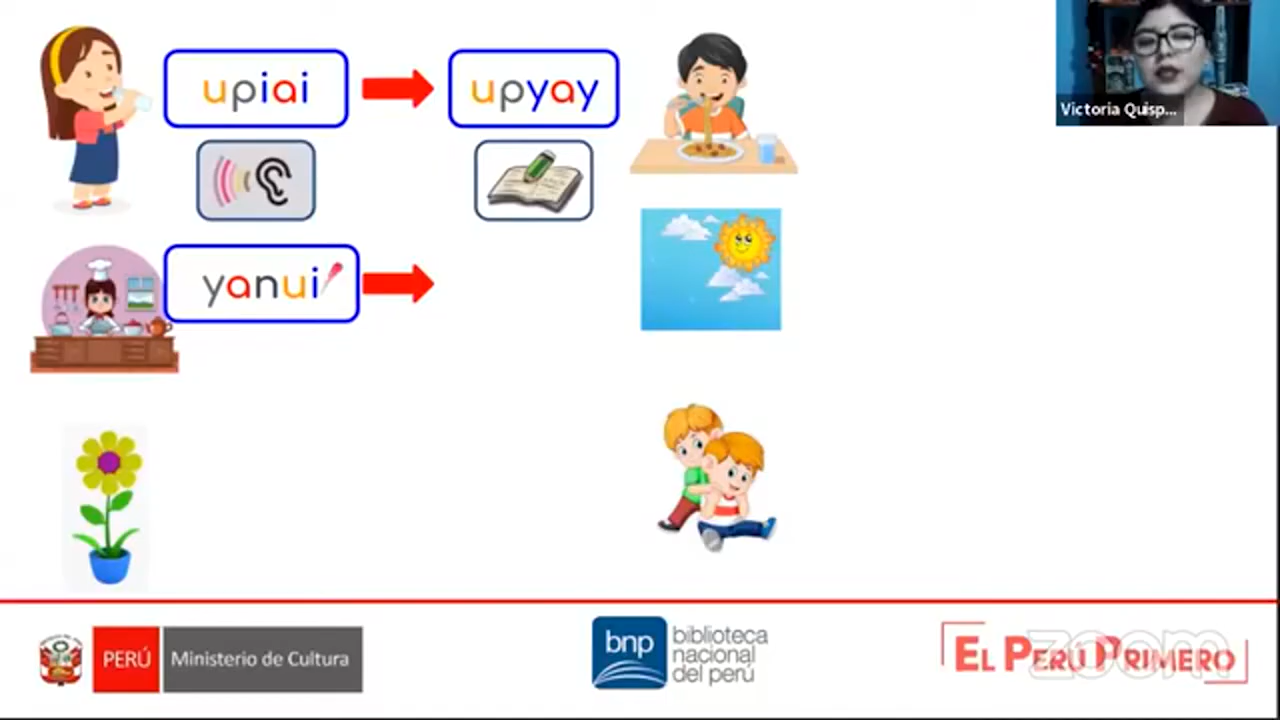 upiai
upyay
Victoria Quisp...
yanui
PERÚ
Ministerio de Cultura
bnp
biblioteca
nacional
del perú
EL PERÚ PRIMERO
zoom